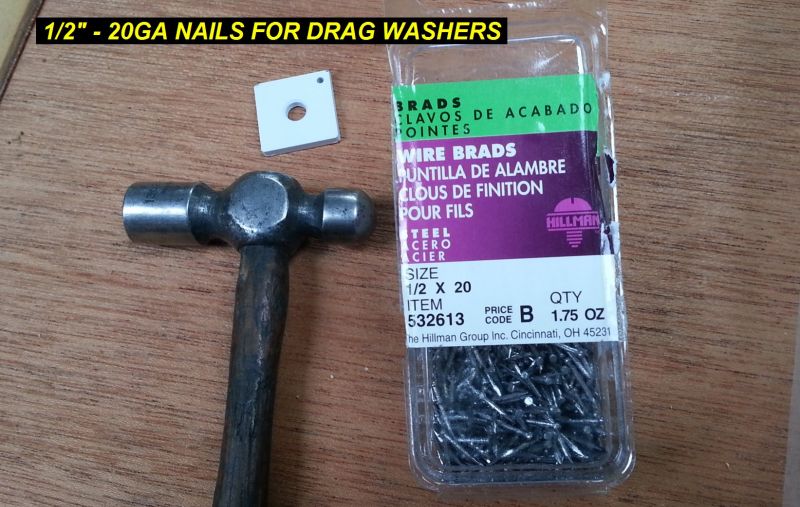 1/2" - 20GA NAILS FOR DRAG WASHERS
BRADS
CLAVOS DE ACABADO
POINTES
WIRE BRADS
PUNTILLA DE ALAMBRE
CLOUS DE FINITION
POUR FILS
HILLMAN
STEEL
ACERO
ACIER
SIZE
1/2 X 20
ITEM
532613
PRICE
CODE B
QTY
1.75 OZ
The Hillman Group Inc. Cincinnati, OH 45231